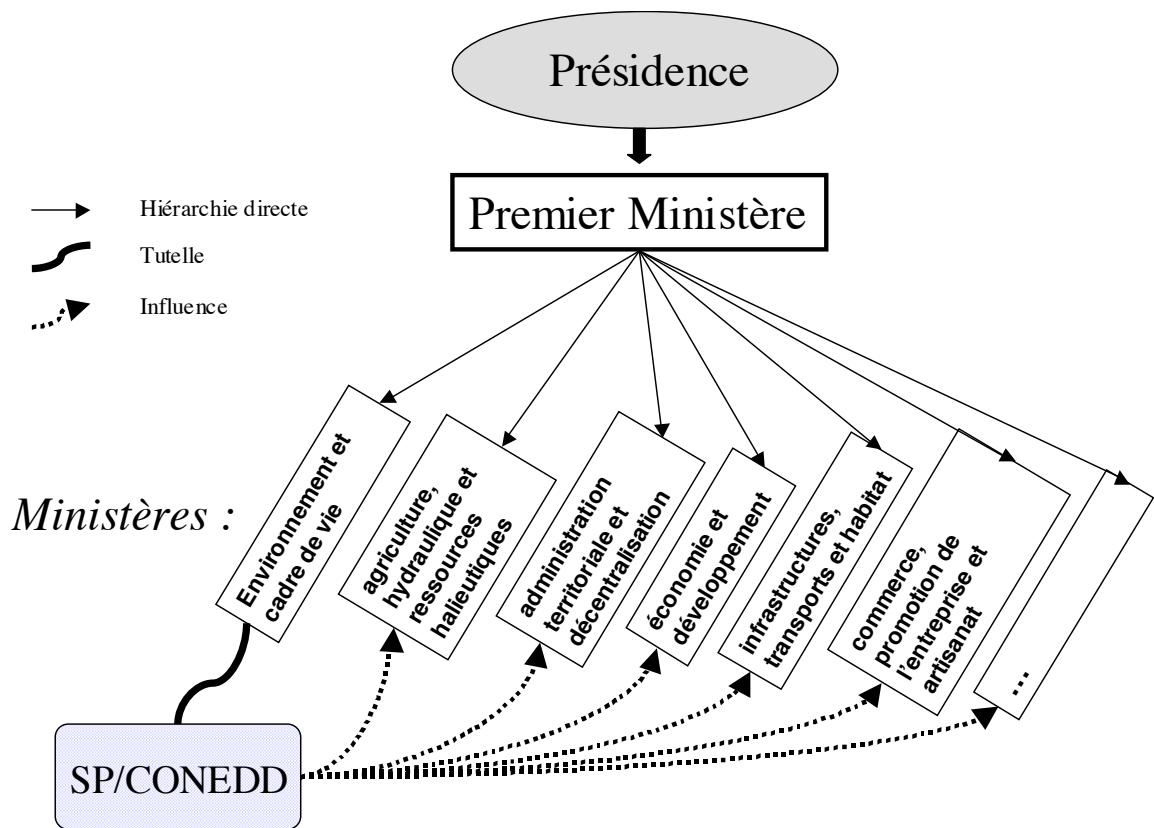 Présidence
Premier Ministère
Hiérarchie directe
Tutelle
Influence
Ministères :
Environnement et
cadre de vie
agriculture,
hydraulique et
ressources
halieutiques
administration
territoriale et
décentralisation
économie et
développement
infrastructures,
transports et habitat
commerce,
promotion de
l'entreprise et
artisanat
...
SP/CONEDD